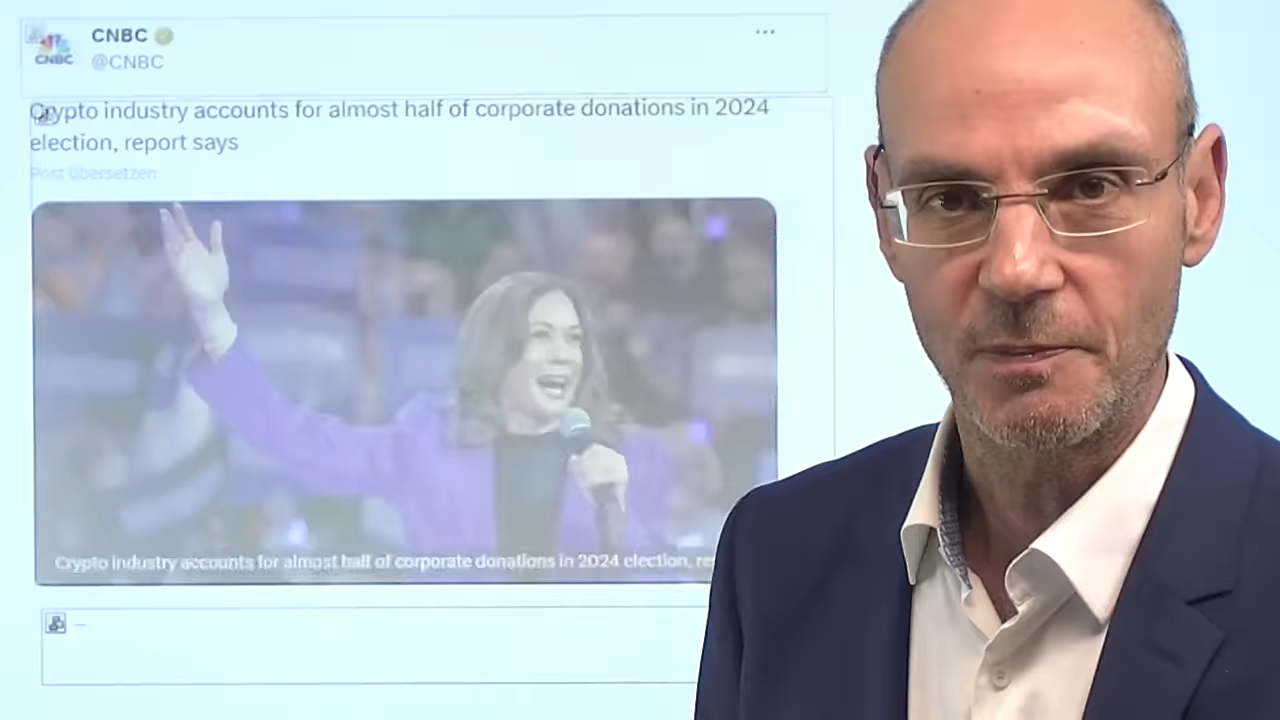 CNBC
CNBC
@CNBC
Crypto industry accounts for almost half of corporate donations in 2024
election, report says
Post übersetzen
Crypto industry accounts for almost half of corporate donations in 2024 election, re